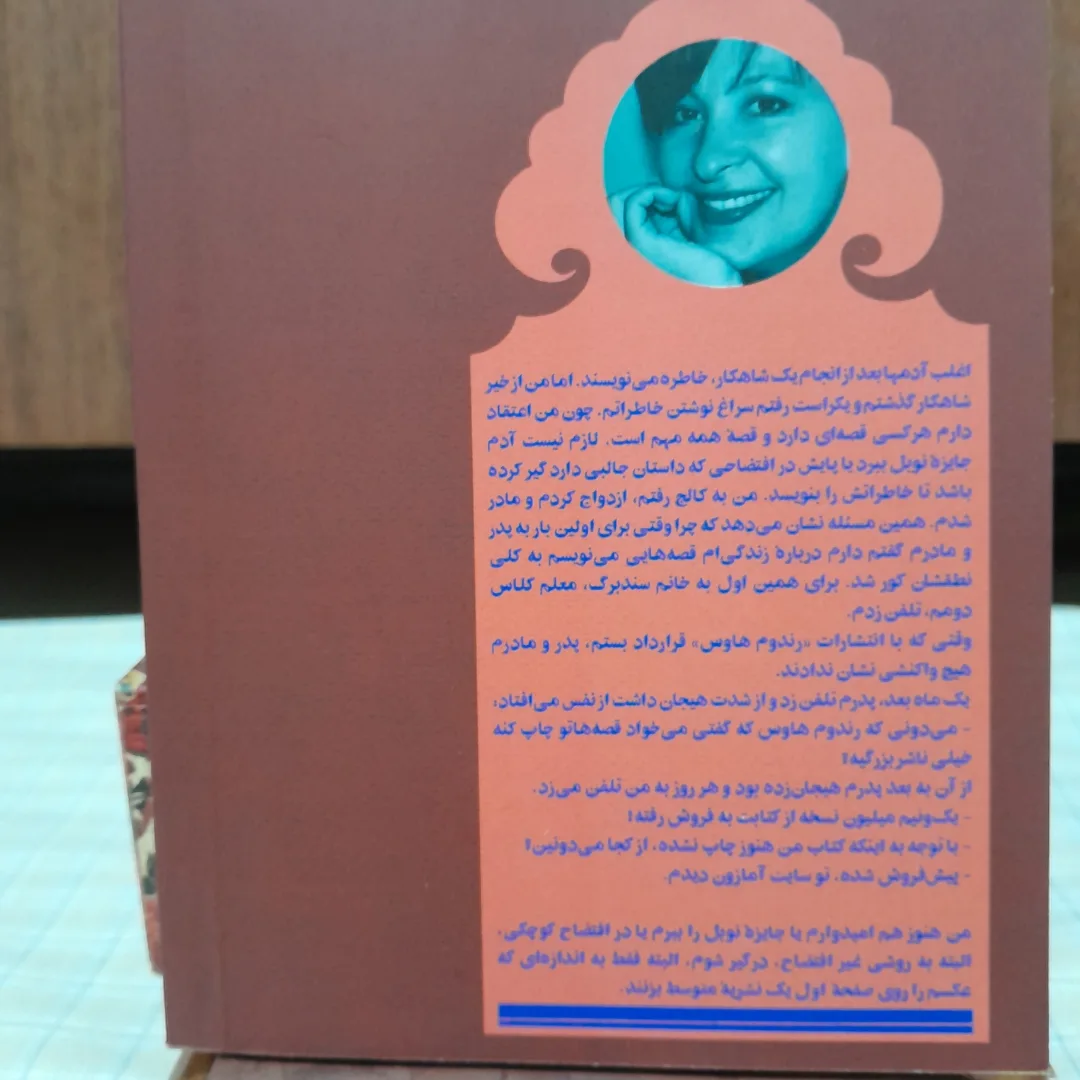 اغلب آدمها بعد از انجام یک شاهکار، خاطره می‌نویسند. اما من از خیر
شاهکار گذشتم و یکراست رفتم سراغ نوشتن خاطراتم. چون من اعتقاد
دارم هرکسی قصه‌ای دارد و قصهٔ همه مهم است. لازم نیست آدم
جایزهٔ نوبل ببرد یا پایش در افتضاحی که داستان جالبی دارد گیر کرده
باشد تا خاطراتش را بنویسد. من به کالج رفتم، ازدواج کردم و مادر
شدم. همین مسئله نشان می‌دهد که چرا وقتی برای اولین بار به پدر
و مادرم گفتم دارم دربارهٔ زندگی‌ام قصه‌هایی می‌نویسم به کلی
نطقشان کور شد. برای همین اول به خانم سندبرگ، معلم کلاس
دومم، تلفن زدم.
وقتی که با انتشارات «رندوم هاوس» قرارداد بستم، پدر و مادرم
هیچ واکنشی نشان ندادند.
یک ماه بعد، پدرم تلفن زد و از شدت هیجان داشت از نفس می‌افتاد:
- می‌دونی که رندوم هاوس که گفتی می‌خواد قصه‌هاتو چاپ کنه
خیلی ناشر بزرگیه؟
از آن به بعد پدرم هیجان‌زده بود و هر روز به من تلفن می‌زد.
- یک‌ونیم میلیون نسخه از کتابت به فروش رفته!
- با توجه به اینکه کتاب من هنوز چاپ نشده، از کجا می‌دونین؟
- پیش‌فروش شده. تو سایت آمازون دیدم.
من هنوز هم امیدوارم یا جایزهٔ نوبل را ببرم یا در افتضاح کوچکی،
البته به روشی غیر افتضاح، درگیر شوم. البته فقط به اندازه‌ای که
عکسم را روی صفحهٔ اول یک نشریهٔ متوسط بزنند.